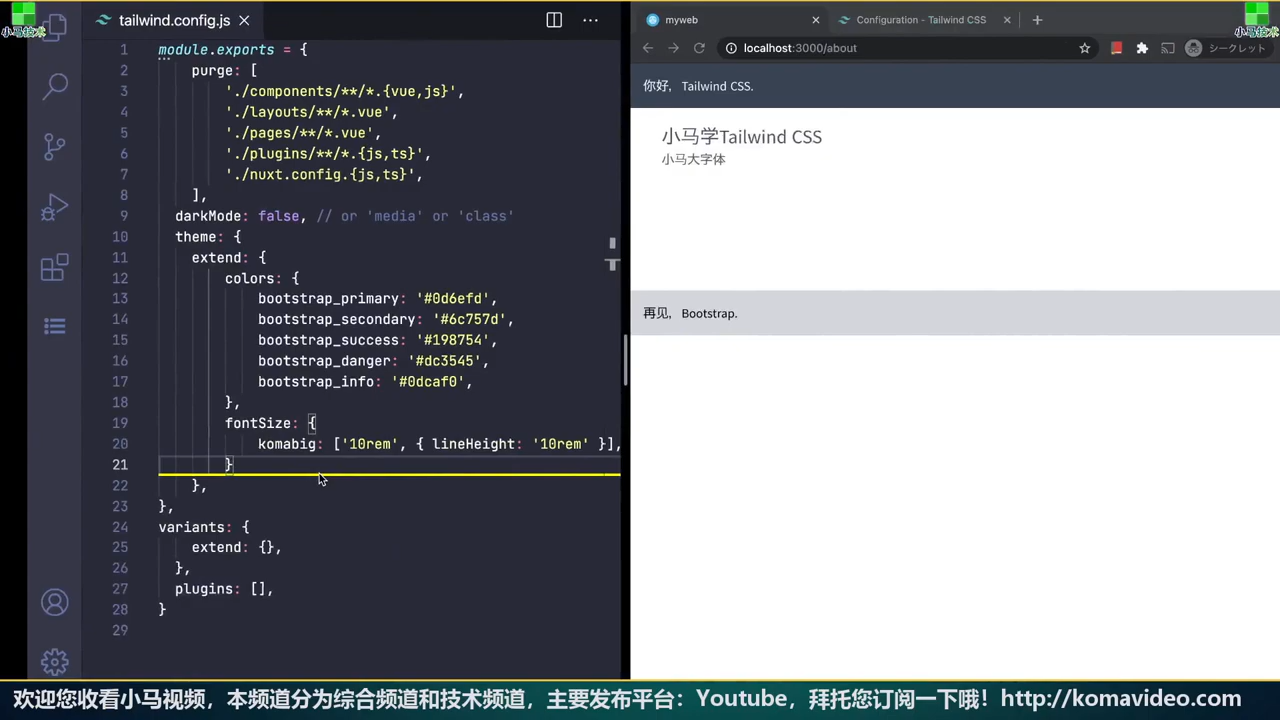 小马技术
tailwind.config.js
1 module.exports = {
2 purge: [
3 './components/**/*.{vue,js}',
4 './layouts/**/*.vue',
5 './pages/**/*.vue',
6 './plugins/**/*.{js,ts}',
7 './nuxt.config.{js,ts}',
8 ],
9 darkMode: false, // or 'media' or 'class'
10 theme: {
11 extend: {
12 colors: {
13 bootstrap_primary: '#0d6efd',
14 bootstrap_secondary: '#6c757d',
15 bootstrap_success: '#198754',
16 bootstrap_danger: '#dc3545',
17 bootstrap_info: '#0dcaf0',
18 },
19 fontSize: {
20 komabig: ['10rem', { lineHeight: '10rem' }],
21 }
22 },
23 },
24 variants: {
25 extend: {},
26 },
27 plugins: [],
28 }
29
myweb
Configuration - Tailwind CSS
小马技术
localhost:3000/about
シークレット
你好， Tailwind CSS.
小马学Tailwind CSS
小马大字体
再见， Bootstrap.
欢迎您收看小马视频，本频道分为综合频道和技术频道，主要发布平台：Youtube，拜托您订阅一下哦！http://komavideo.com